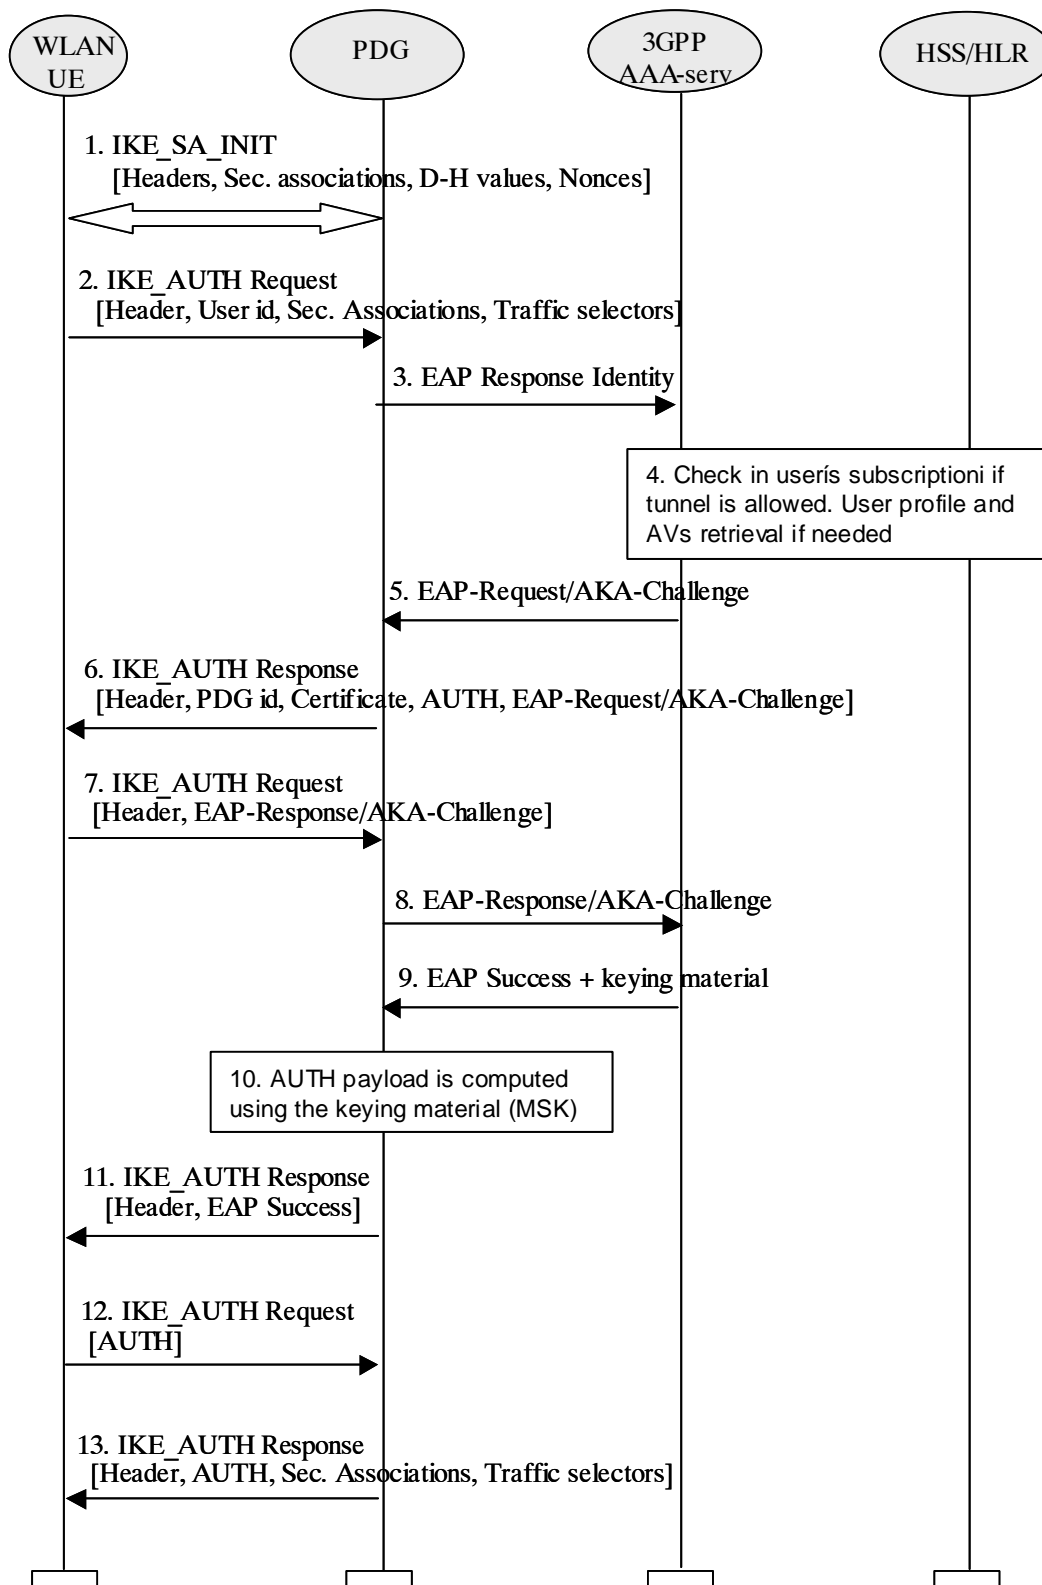 WLAN
UE
PDG
3GPP
AAA-serv
HSS/HLR
1. IKE_SA_INIT
[Headers, Sec. associations, D-H values, Nonces]
2. IKE_AUTH Request
[Header, User id, Sec. Associations, Traffic selectors]
3. EAP Response Identity
4. Check in userís subscriptioni if
tunnel is allowed. User profile and
AVs retrieval if needed
5. EAP-Request/AKA-Challenge
6. IKE_AUTH Response
[Header, PDG id, Certificate, AUTH, EAP-Request/AKA-Challenge]
7. IKE_AUTH Request
[Header, EAP-Response/AKA-Challenge]
8. EAP-Response/AKA-Challenge
9. EAP Success + keying material
10. AUTH payload is computed
using the keying material (MSK)
11. IKE_AUTH Response
[Header, EAP Success]
12. IKE_AUTH Request
[AUTH]
13. IKE_AUTH Response
[Header, AUTH, Sec. Associations, Traffic selectors]